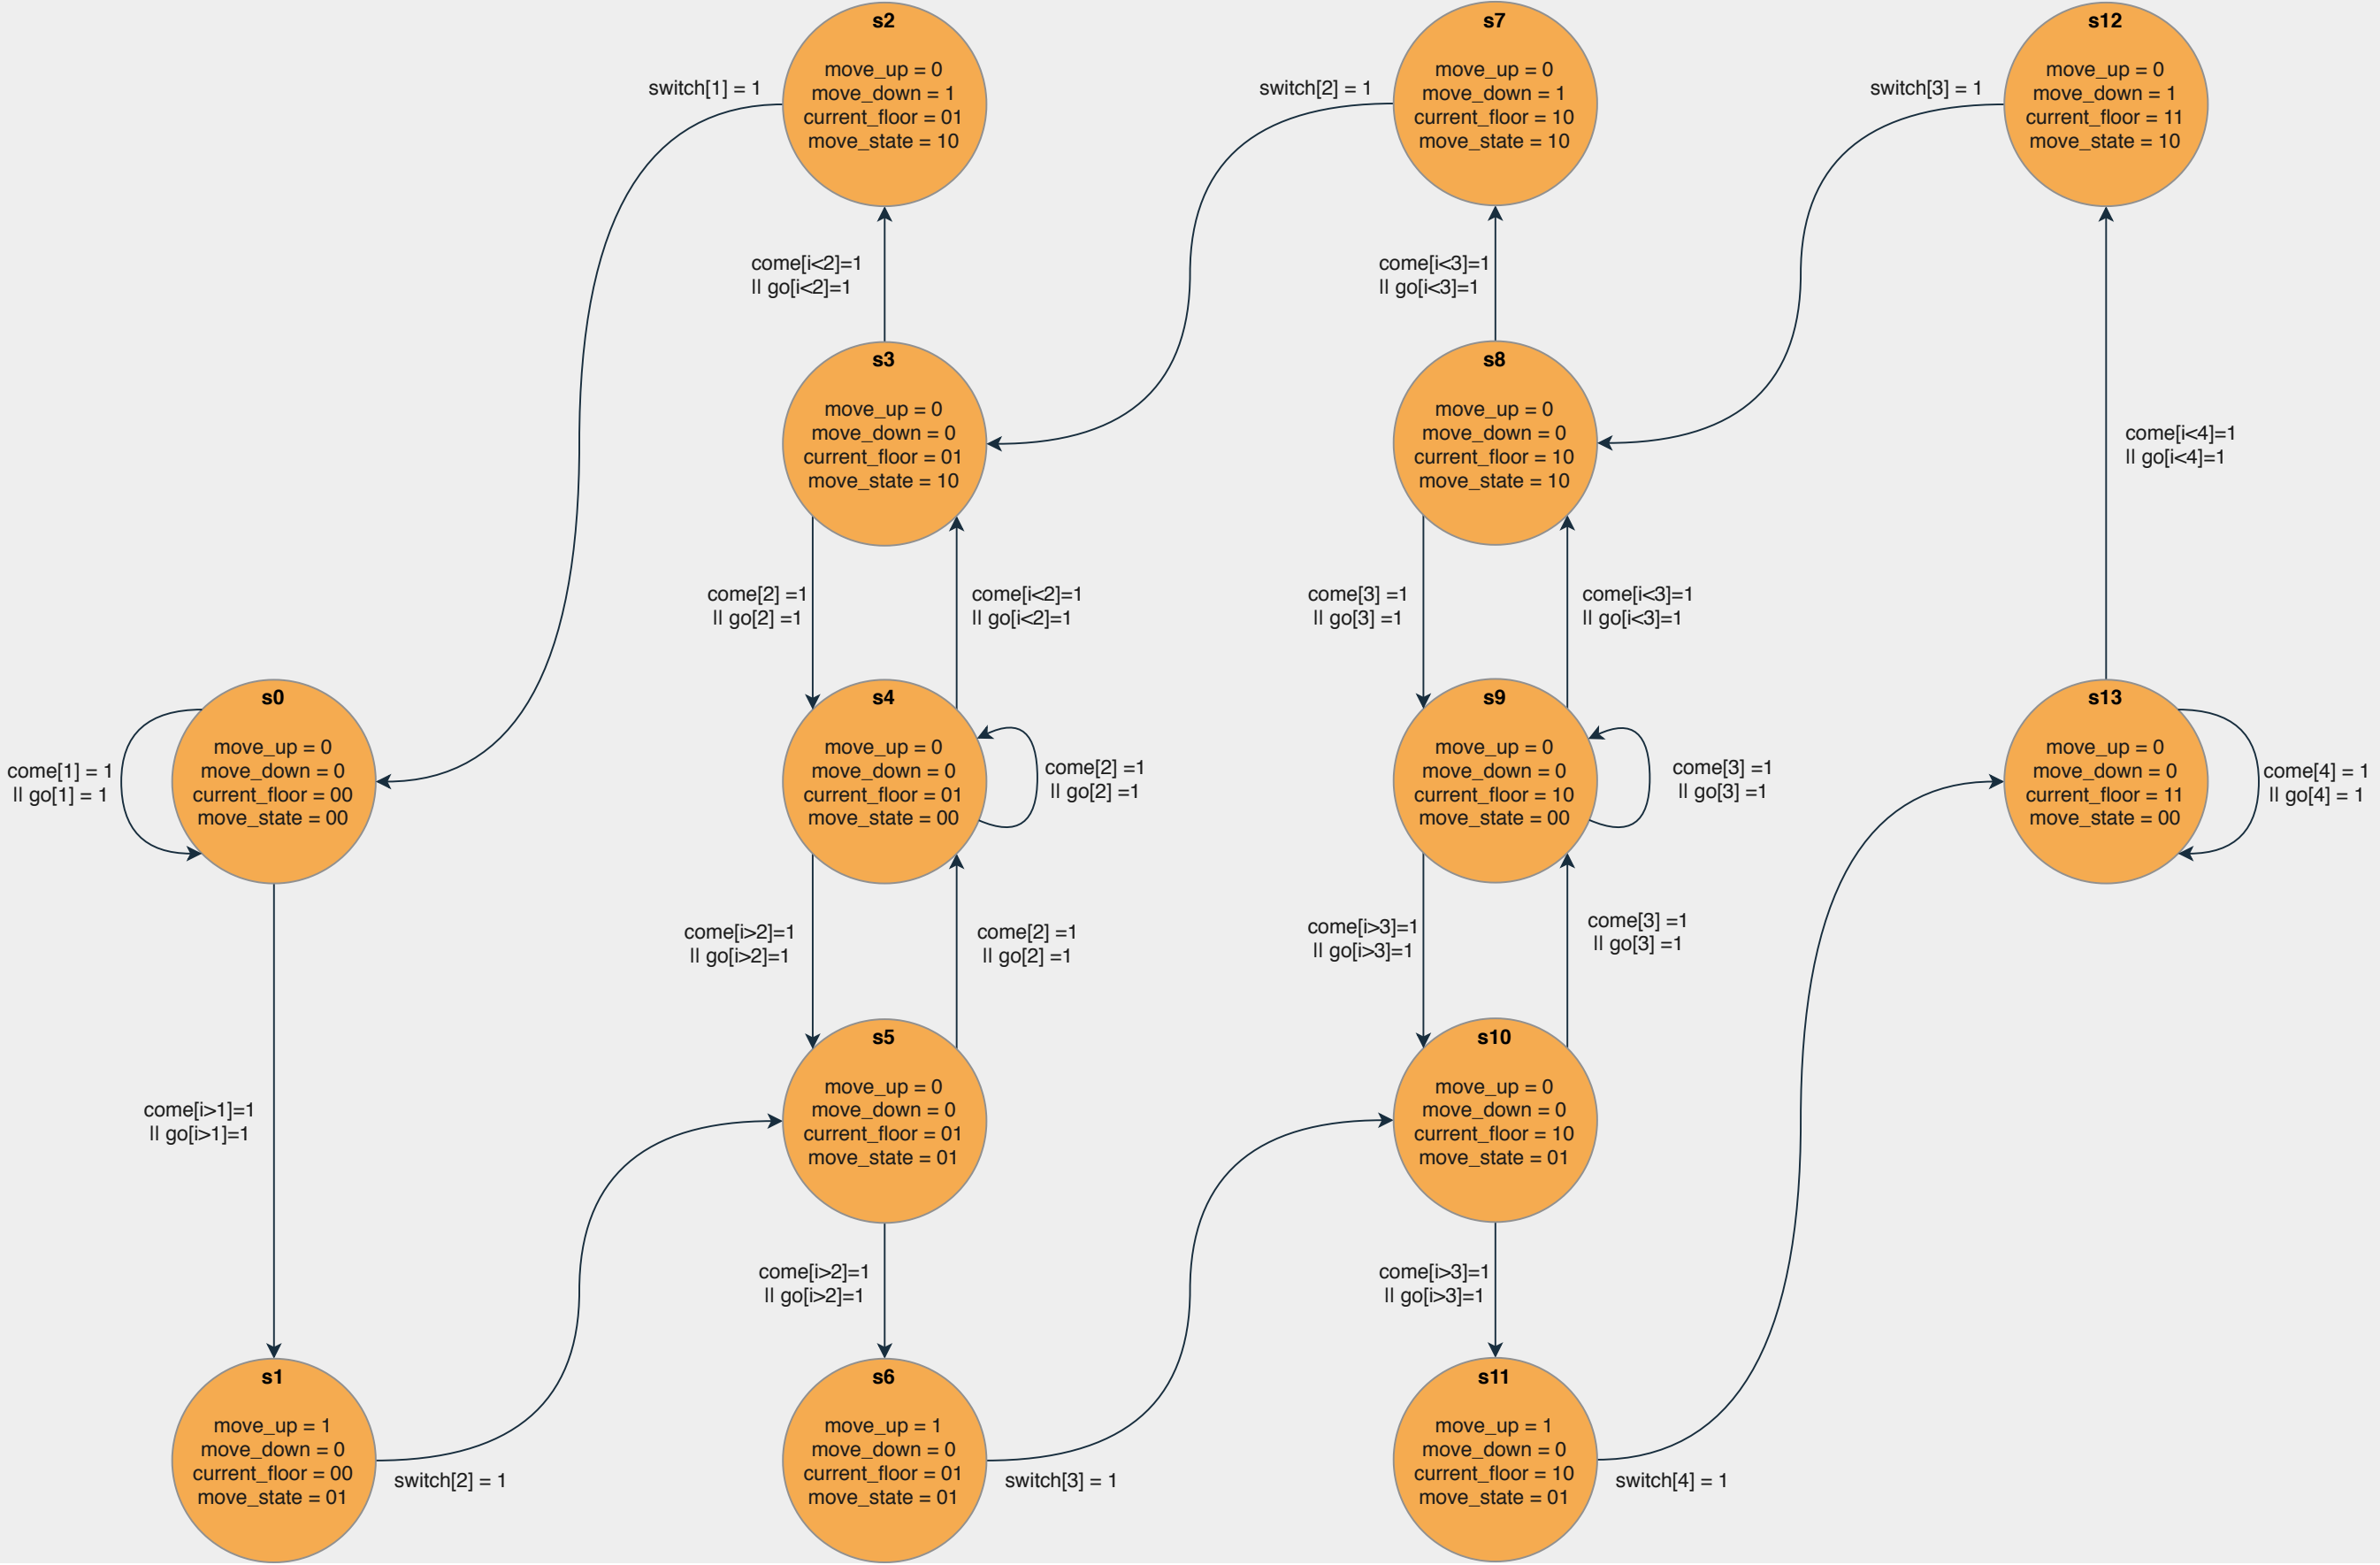 s2
move_up = 0
move_down = 1
current_floor = 01
move_state = 10
s7
move_up = 0
move_down = 1
current_floor = 10
move_state = 10
s12
move_up = 0
move_down = 1
current_floor = 11
move_state = 10
switch[1] = 1
switch[2] = 1
switch[3] = 1
come[i<2]=1
|| go[i<2]=1
come[i<3]=1
|| go[i<3]=1
s3
move_up = 0
move_down = 0
current_floor = 01
move_state = 10
s8
move_up = 0
move_down = 0
current_floor = 10
move_state = 10
come[i<4]=1
|| go[i<4]=1
come[2] =1
|| go[2] =1
come[i<2]=1
|| go[i<2]=1
come[3] =1
|| go[3] =1
come[i<3]=1
|| go[i<3]=1
come[1] = 1
|| go[1] = 1
s0
move_up = 0
move_down = 0
current_floor = 00
move_state = 00
s4
move_up = 0
move_down = 0
current_floor = 01
move_state = 00
come[2] =1
|| go[2] =1
s9
move_up = 0
move_down = 0
current_floor = 10
move_state = 00
come[3] =1
|| go[3] =1
s13
move_up = 0
move_down = 0
current_floor = 11
move_state = 00
come[4] = 1
|| go[4] = 1
come[i>2]=1
|| go[i>2]=1
come[2] =1
|| go[2] =1
come[i>3]=1
|| go[i>3]=1
come[3] =1
|| go[3] =1
come[i>1]=1
|| go[i>1]=1
s5
move_up = 0
move_down = 0
current_floor = 01
move_state = 01
s10
move_up = 0
move_down = 0
current_floor = 10
move_state = 01
come[i>2]=1
|| go[i>2]=1
come[i>3]=1
|| go[i>3]=1
s1
move_up = 1
move_down = 0
current_floor = 00
move_state = 01
switch[2] = 1
s6
move_up = 1
move_down = 0
current_floor = 01
move_state = 01
switch[3] = 1
s11
move_up = 1
move_down = 0
current_floor = 10
move_state = 01
switch[4] = 1